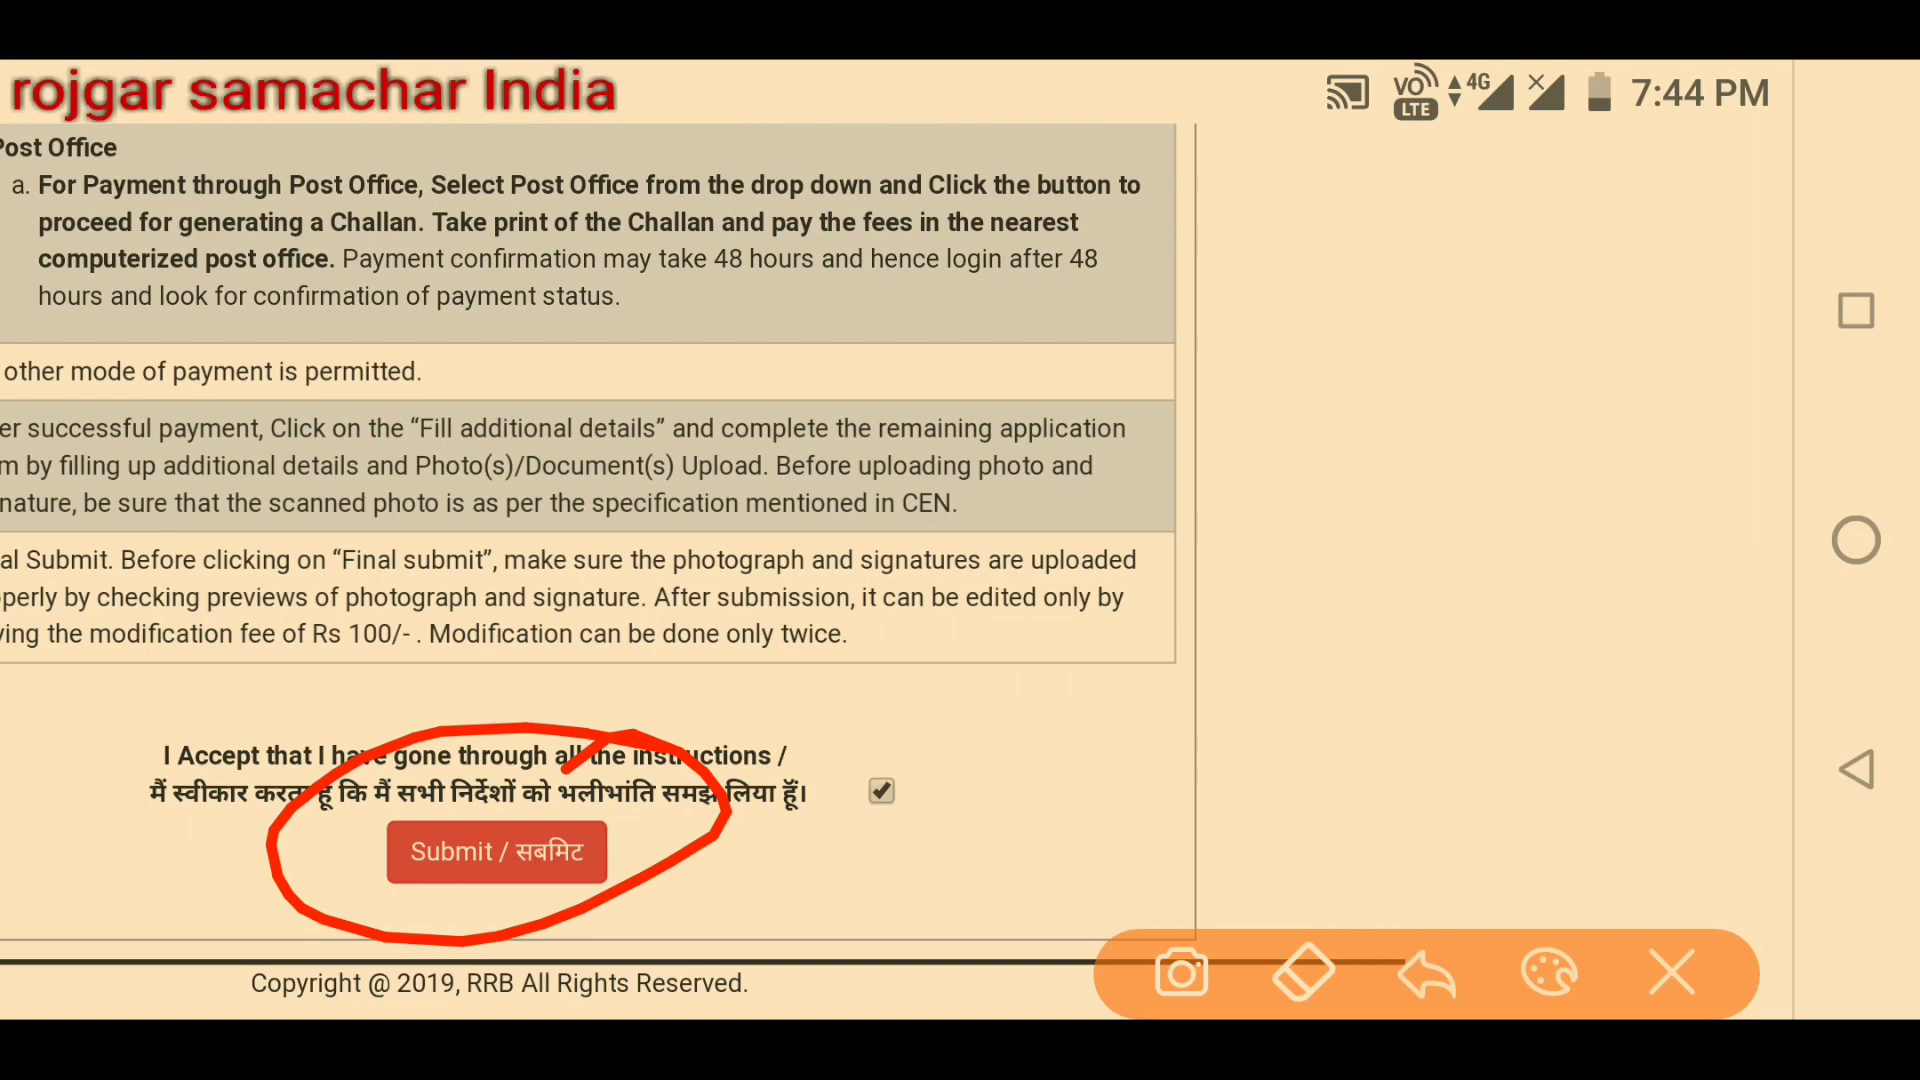 rojgar samachar India
VO LTE 4G 7:44 PM
Post Office
a. For Payment through Post Office, Select Post Office from the drop down and Click the button to
proceed for generating a Challan. Take print of the Challan and pay the fees in the nearest
computerized post office. Payment confirmation may take 48 hours and hence login after 48
hours and look for confirmation of payment status.
other mode of payment is permitted.
er successful payment, Click on the “Fill additional details” and complete the remaining application
m by filling up additional details and Photo(s)/Document(s) Upload. Before uploading photo and
nature, be sure that the scanned photo is as per the specification mentioned in CEN.
al Submit. Before clicking on “Final submit”, make sure the photograph and signatures are uploaded
perly by checking previews of photograph and signature. After submission, it can be edited only by
ying the modification fee of Rs 100/- . Modification can be done only twice.
I Accept that I have gone through all the instructions /
मैं स्वीकार करता हूं कि मैं सभी निर्देशों को भलीभांति समझ लिया हूॅं।
Submit / सबमिट
Copyright @ 2019, RRB All Rights Reserved.